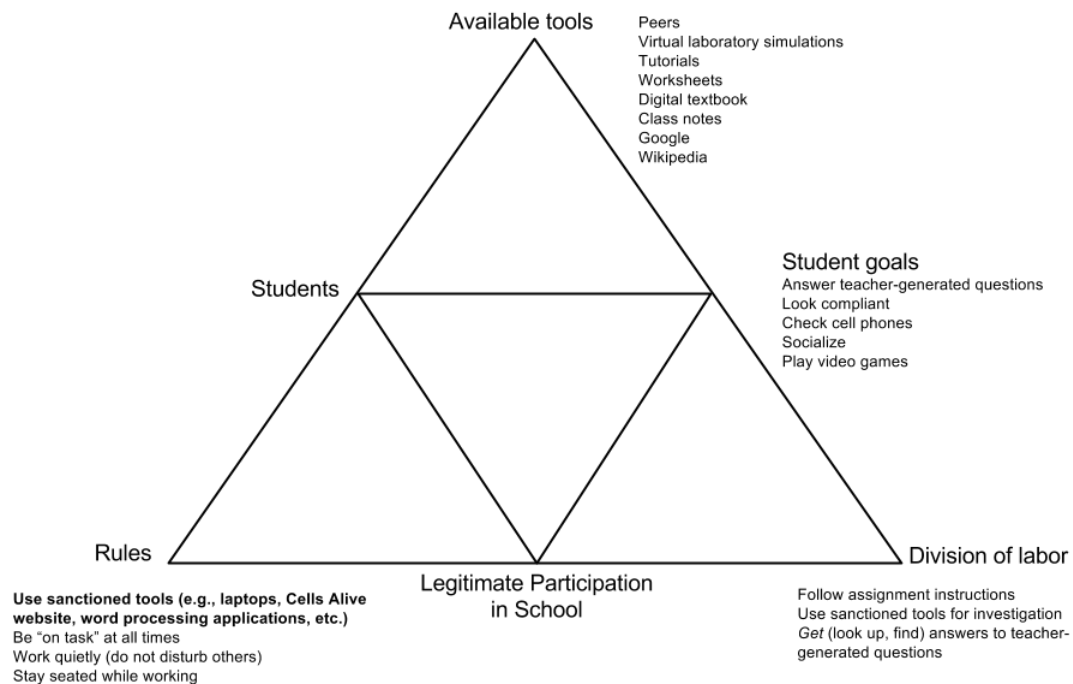 Available tools
Peers
Virtual laboratory simulations
Tutorials
Worksheets
Digital textbook
Class notes
Google
Wikipedia
Students
Student goals
Answer teacher-generated questions
Look compliant
Check cell phones
Socialize
Play video games
Rules
Use sanctioned tools (e.g., laptops, Cells Alive
website, word processing applications, etc.)
Be “on task” at all times
Work quietly (do not disturb others)
Stay seated while working
Legitimate Participation
in School
Division of labor
Follow assignment instructions
Use sanctioned tools for investigation
Get (look up, find) answers to teacher-
generated questions